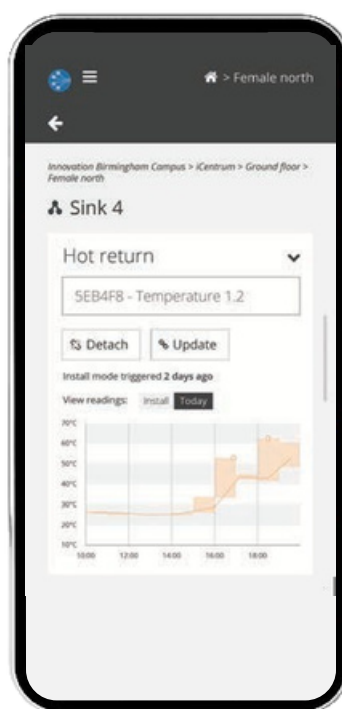 > Female north
Innovation Birmingham Campus > iCentrum > Ground floor >
Female north
Sink 4
Hot return
5EB4F8 - Temperature 1.2
Detach Update
Install mode triggered 2 days ago
View readings: Install Today
70°C
60°C
50°C
40°C
30°C
20°C
10°C
10:00 12:00 14:00 16:00 18:00